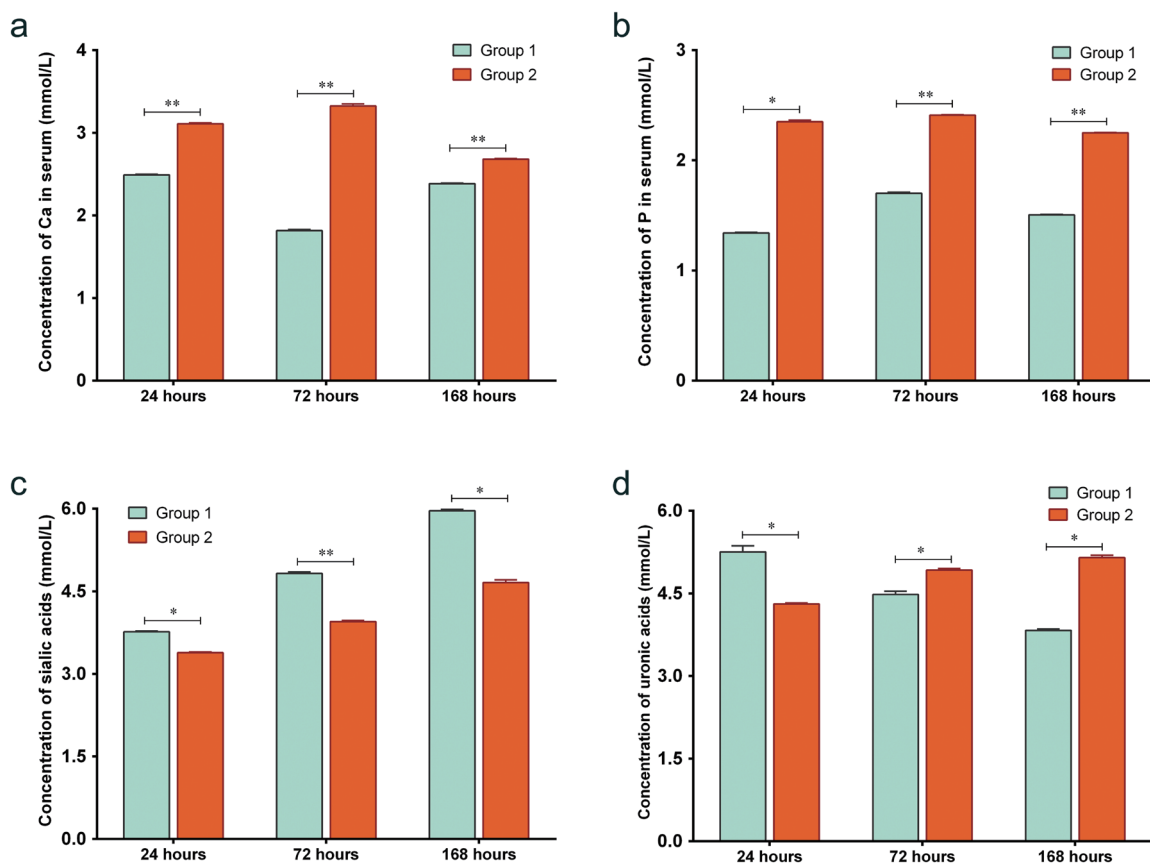 a
Concentration of Ca in serum (mmol/L)
4
3
2
1
0
Group 1
Group 2
**
**
**
24 hours
72 hours
168 hours
b
Concentration of P in serum (mmol/L)
3
2
1
0
Group 1
Group 2
*
**
**
24 hours
72 hours
168 hours
c
Concentration of sialic acids (mmol/L)
6.0
4.5
3.0
1.5
0.0
Group 1
Group 2
*
**
*
24 hours
72 hours
168 hours
d
Concentration of uronic acids (mmol/L)
6.0
4.5
3.0
1.5
0.0
Group 1
Group 2
*
*
*
24 hours
72 hours
168 hours